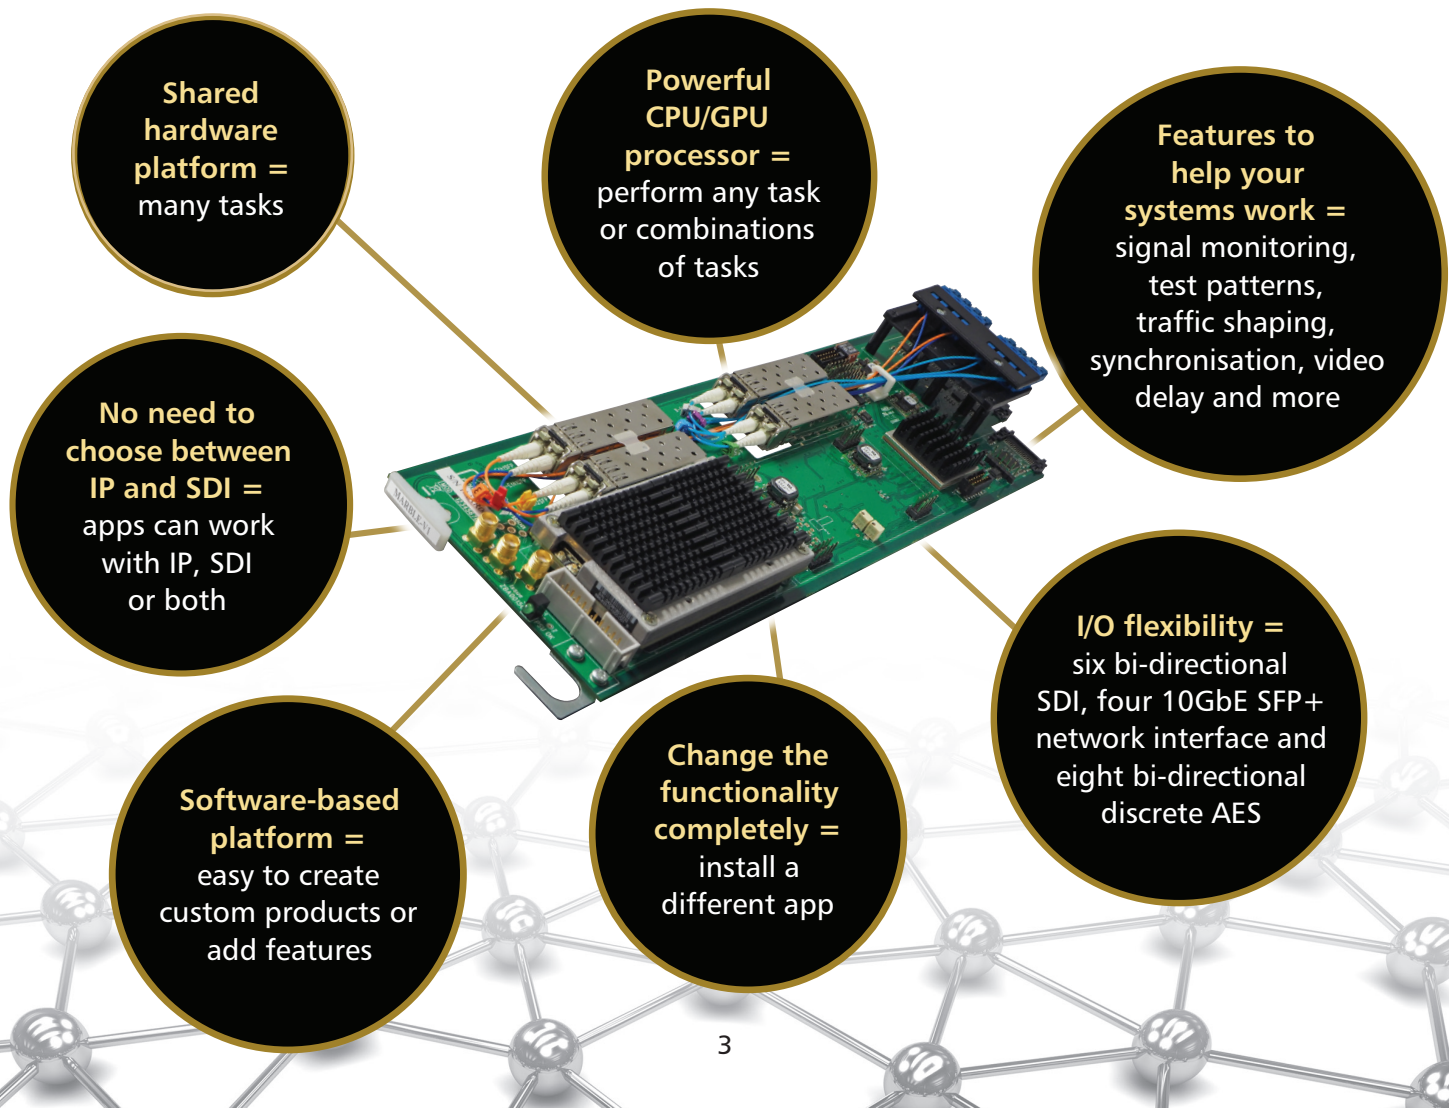 Shared
hardware
platform =
many tasks
Powerful
CPU/GPU
processor =
perform any task
or combinations
of tasks
Features to
help your
systems work =
signal monitoring,
test patterns,
traffic shaping,
synchronisation, video
delay and more
No need to
choose between
IP and SDI =
apps can work
with IP, SDI
or both
MARBLE-V1
I/O flexibility =
six bi-directional
SDI, four 10GbE SFP+
network interface and
eight bi-directional
discrete AES
Software-based
platform =
easy to create
custom products or
add features
Change the
functionality
completely =
install a
different app
3